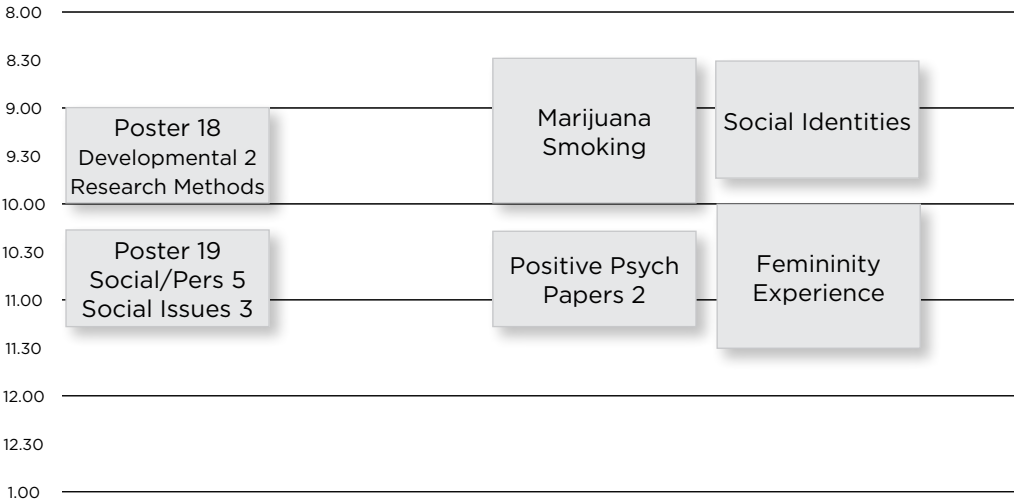 8.00
8.30
9.00
9.30
10.00
10.30
11.00
11.30
12.00
12.30
1.00
Poster 18
Developmental 2
Research Methods
Poster 19
Social/Pers 5
Social Issues 3
Marijuana
Smoking
Positive Psych
Papers 2
Social Identities
Femininity
Experience